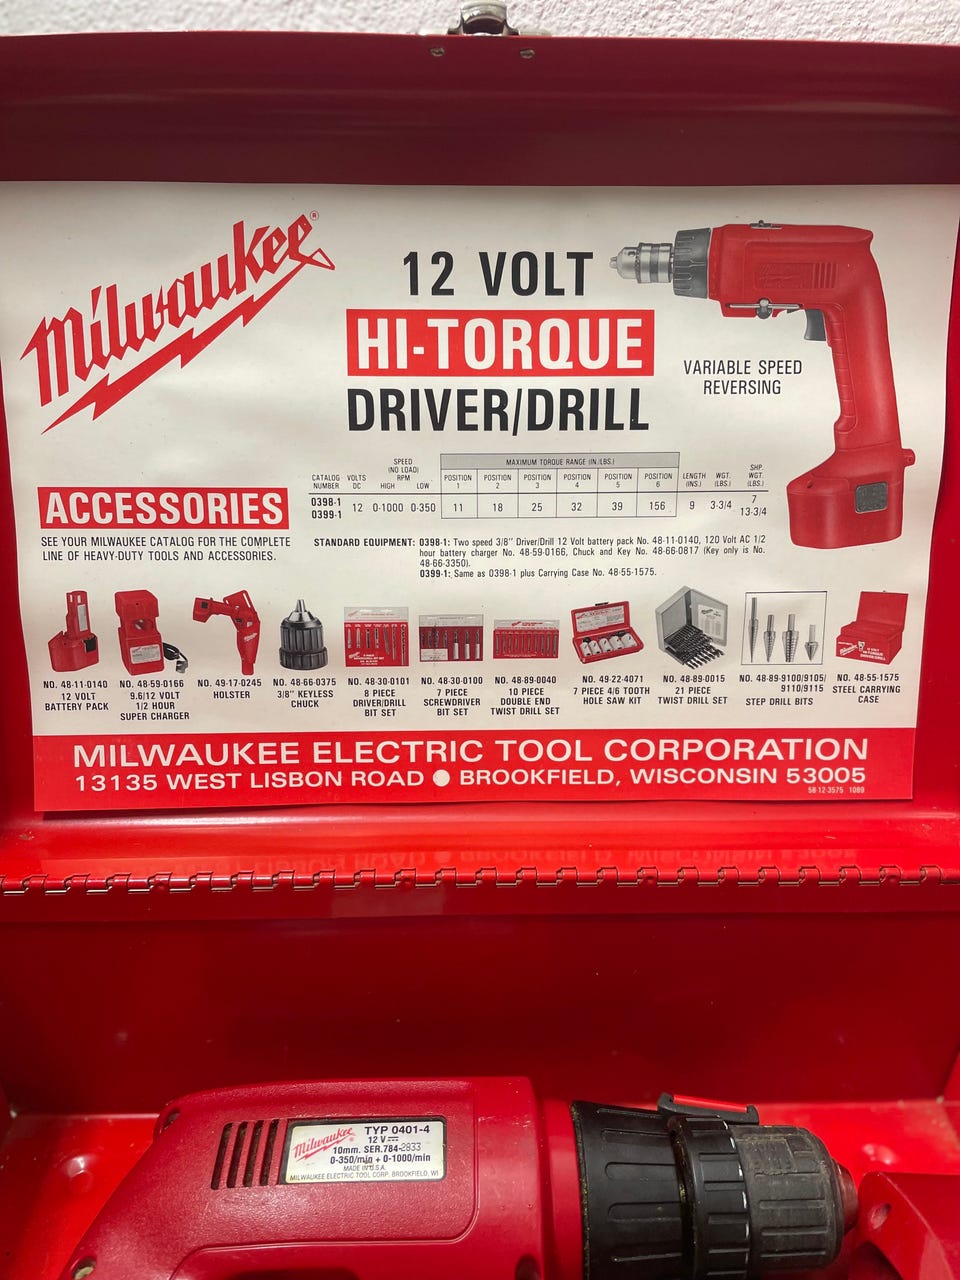 Milwaukee®
12 VOLT
HI-TORQUE
DRIVER/DRILL
VARIABLE SPEED
REVERSING
CATALOG NUMBER VOLTS DC SPEED (NO LOAD) RPM HIGH LOW MAXIMUM TORQUE RANGE (IN./LBS.) POSITION 1 POSITION 2 POSITION 3 POSITION 4 POSITION 5 POSITION 6 LENGTH (INS.) WGT. (LBS.) SHP. WGT. (LBS.)
0398-1 0399-1 12 0-1000 0-350 11 18 25 32 39 156 9 3-3/4 7 13-3/4
STANDARD EQUIPMENT: 0398-1: Two speed 3/8" Driver/Drill 12 Volt battery pack No. 48-11-0140, 120 Volt AC 1/2
hour battery charger No. 48-59-0166, Chuck and Key No. 48-66-0817 (Key only is No.
48-66-3350).
0399-1: Same as 0398-1 plus Carrying Case No. 48-55-1575.
ACCESSORIES
SEE YOUR MILWAUKEE CATALOG FOR THE COMPLETE
LINE OF HEAVY-DUTY TOOLS AND ACCESSORIES.
NO. 48-11-0140
12 VOLT
BATTERY PACK
NO. 48-59-0166
9.6/12 VOLT
1/2 HOUR
SUPER CHARGER
NO. 49-17-0245
HOLSTER
NO. 48-66-0375
3/8" KEYLESS
CHUCK
NO. 48-30-0101
8 PIECE
DRIVER/DRILL
BIT SET
NO. 48-30-0100
7 PIECE
SCREWDRIVER
BIT SET
NO. 48-89-0040
10 PIECE
DOUBLE END
TWIST DRILL SET
NO. 49-22-4071
7 PIECE 4/6 TOOTH
HOLE SAW KIT
NO. 48-89-0015
21 PIECE
TWIST DRILL SET
NO. 48-89-9100/9105/
9110/9115
STEP DRILL BITS
NO. 48-55-1575
STEEL CARRYING
CASE
MILWAUKEE ELECTRIC TOOL CORPORATION
13135 WEST LISBON ROAD ● BROOKFIELD, WISCONSIN 53005
58-12-3575 1089
Milwaukee®
TYP 0401-4
12 V
10mm. SER.784-2833
0-350/min + 0-1000/min
MADE IN U.S.A.
MILWAUKEE ELECTRIC TOOL CORP. BROOKFIELD, WI